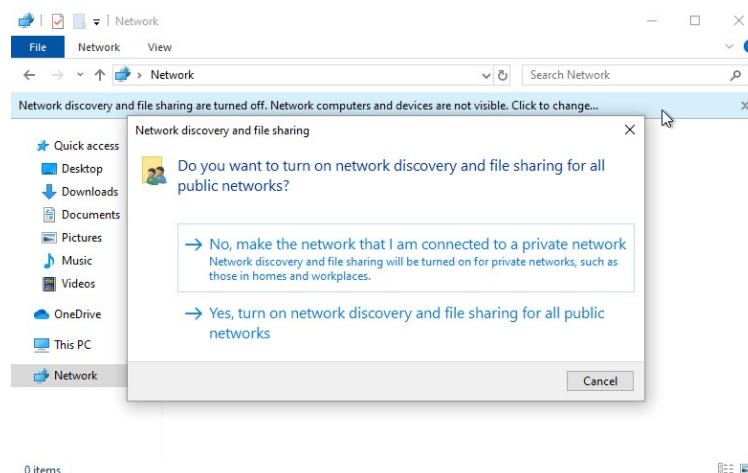 Network
File Network View
Network
Search Network
Network discovery and file sharing are turned off. Network computers and devices are not visible. Click to change...
Quick access
Desktop
Downloads
Documents
Pictures
Music
Videos
OneDrive
This PC
Network
Network discovery and file sharing
Do you want to turn on network discovery and file sharing for all
public networks?
No, make the network that I am connected to a private network
Network discovery and file sharing will be turned on for private networks, such as
those in homes and workplaces.
Yes, turn on network discovery and file sharing for all public
networks
Cancel
0 items